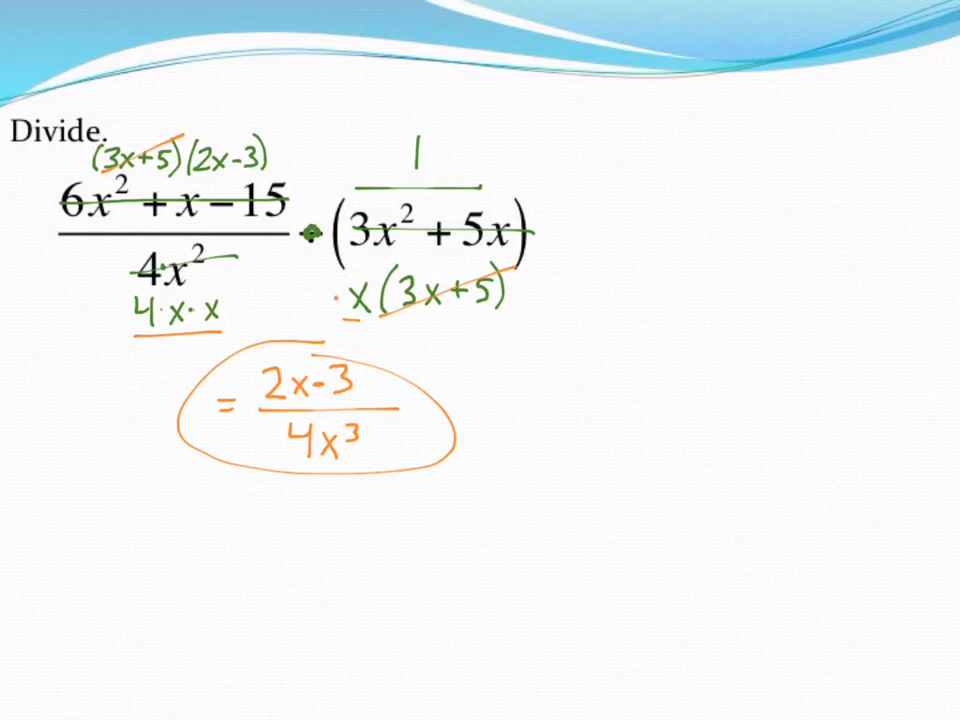 Divide.
(3x+5)(2x-3)
1
6x² + x − 15
÷ (3x² + 5x)
4x²
4·x·x
·x(3x+5)
= 2x-3
4x³